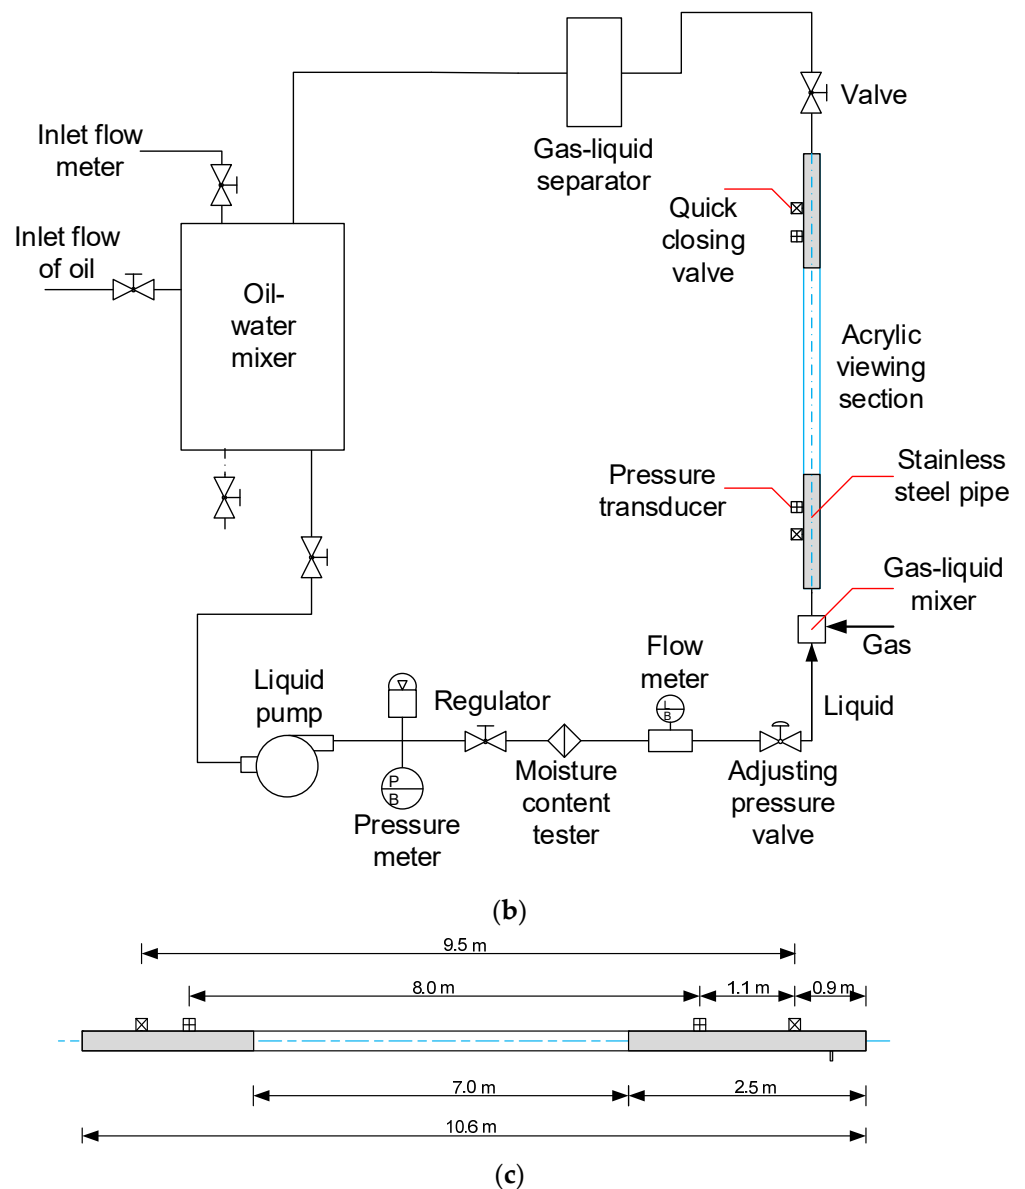 Valve
Inlet flow
meter
Gas-liquid
separator
Quick
closing
valve
Inlet flow
of oil
Oil-
water
mixer
Acrylic
viewing
section
Pressure
transducer
Stainless
steel pipe
Gas-liquid
mixer
Gas
Flow
meter
L
B
Liquid
pump
Regulator
Liquid
P
B
Pressure
meter
Moisture
content
tester
Adjusting
pressure
valve
(b)
9.5 m
8.0 m
1.1 m
0.9 m
7.0 m
2.5 m
10.6 m
(c)